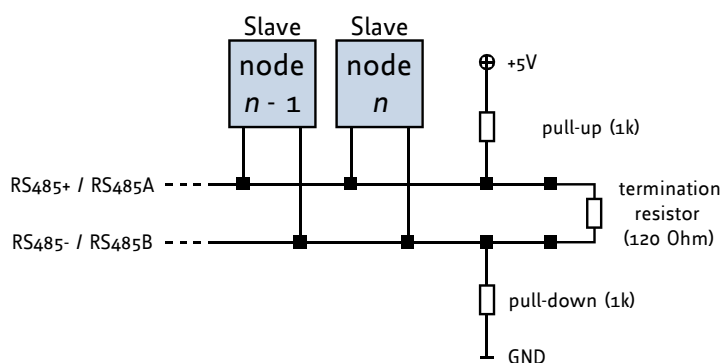 Slave
Slave
node
n - 1
node
n
+5V
pull-up (1k)
RS485+ / RS485A
termination
resistor
(120 Ohm)
RS485- / RS485B
pull-down (1k)
GND